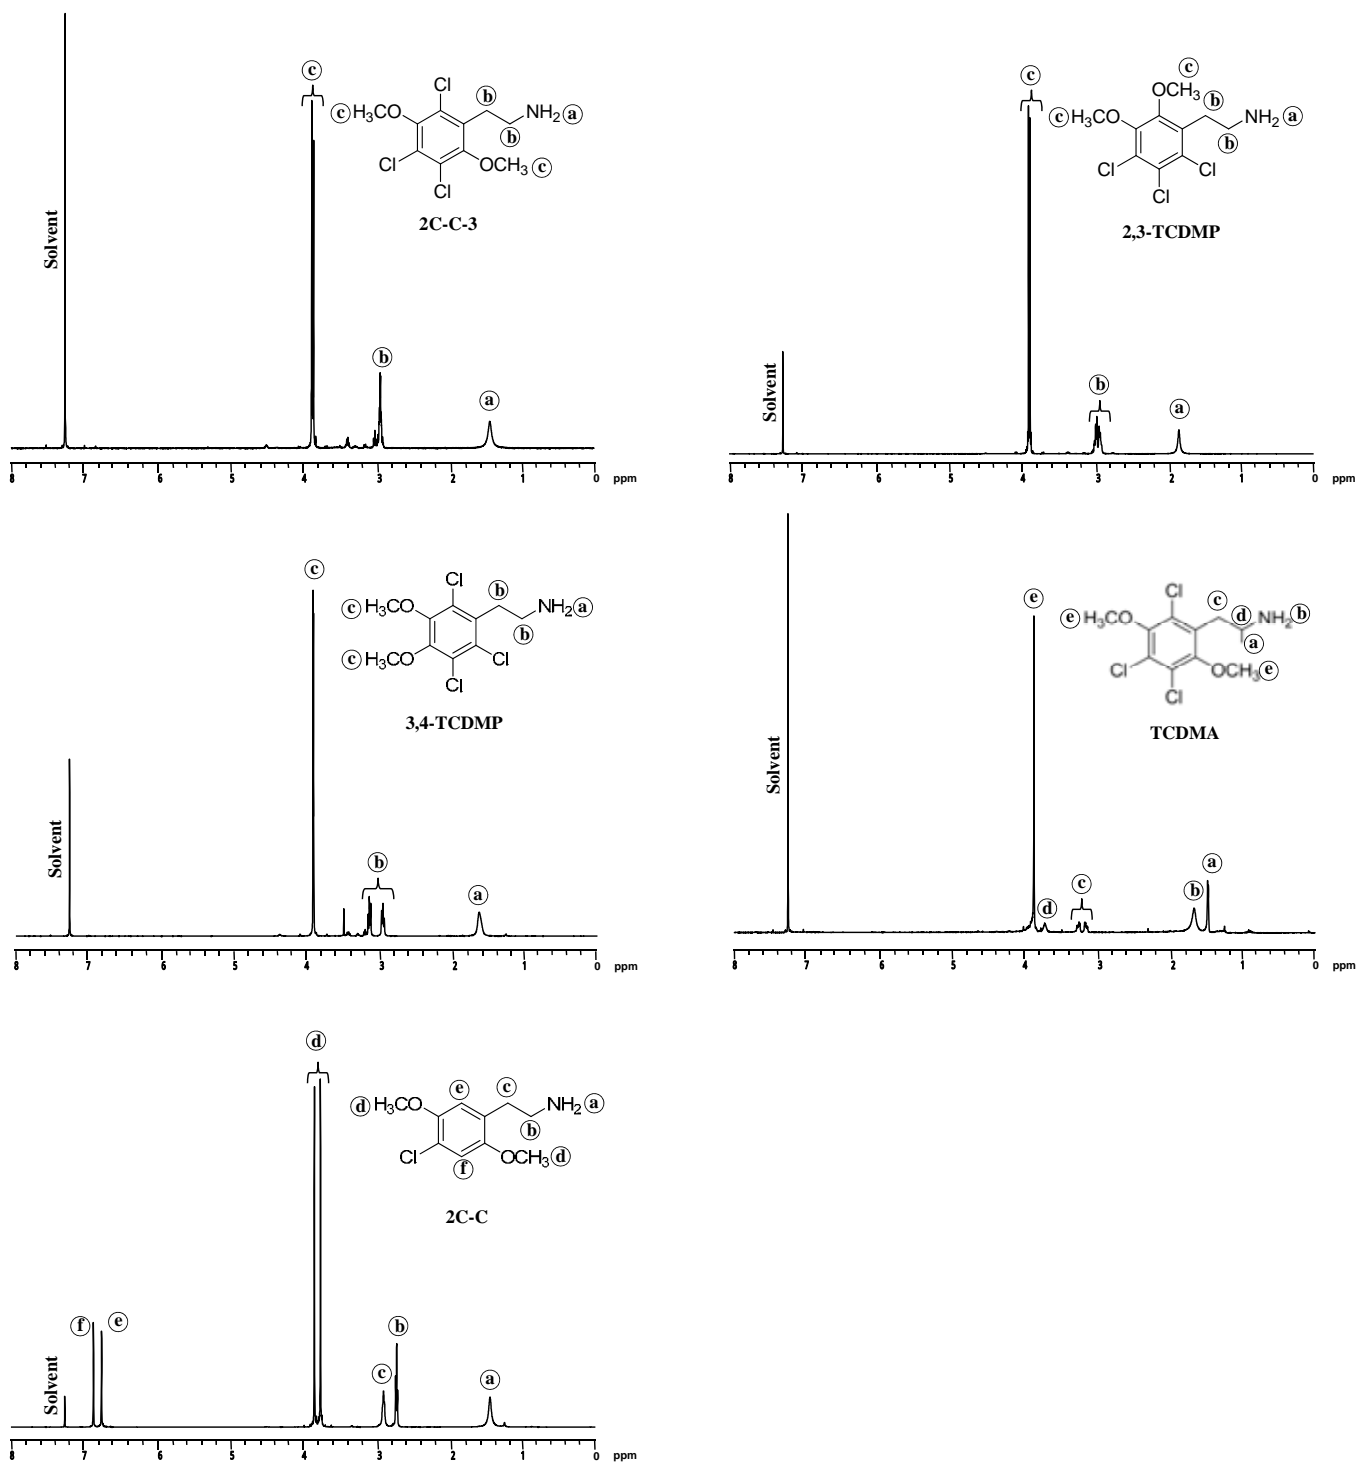 ⓒ
Cl
ⓑ
ⓒ H₃CO
NH₂ ⓐ
ⓑ
Cl
OCH₃ ⓒ
Cl
2C-C-3
Solvent
ⓑ
ⓐ
8 7 6 5 4 3 2 1 0 ppm
ⓒ
ⓒ
OCH₃
ⓑ
ⓒ H₃CO
NH₂ ⓐ
ⓑ
Cl
Cl
Cl
2,3-TCDMP
Solvent
ⓑ
ⓐ
8 7 6 5 4 3 2 1 0 ppm
ⓒ
Cl
ⓑ
ⓒ H₃CO
NH₂ ⓐ
ⓑ
ⓒ H₃CO
Cl
Cl
3,4-TCDMP
Solvent
ⓑ
ⓐ
8 7 6 5 4 3 2 1 0 ppm
ⓔ
Cl
ⓒ
ⓔ H₃CO
ⓓ
NH₂ ⓑ
ⓐ
Cl
OCH₃ ⓔ
Cl
TCDMA
Solvent
ⓓ
ⓒ
ⓑ
ⓐ
8 7 6 5 4 3 2 1 0 ppm
ⓓ
ⓔ
ⓒ
ⓓ H₃CO
NH₂ ⓐ
ⓑ
Cl
OCH₃ ⓓ
ⓕ
2C-C
Solvent
ⓕ
ⓔ
ⓒ
ⓑ
ⓐ
8 7 6 5 4 3 2 1 0 ppm